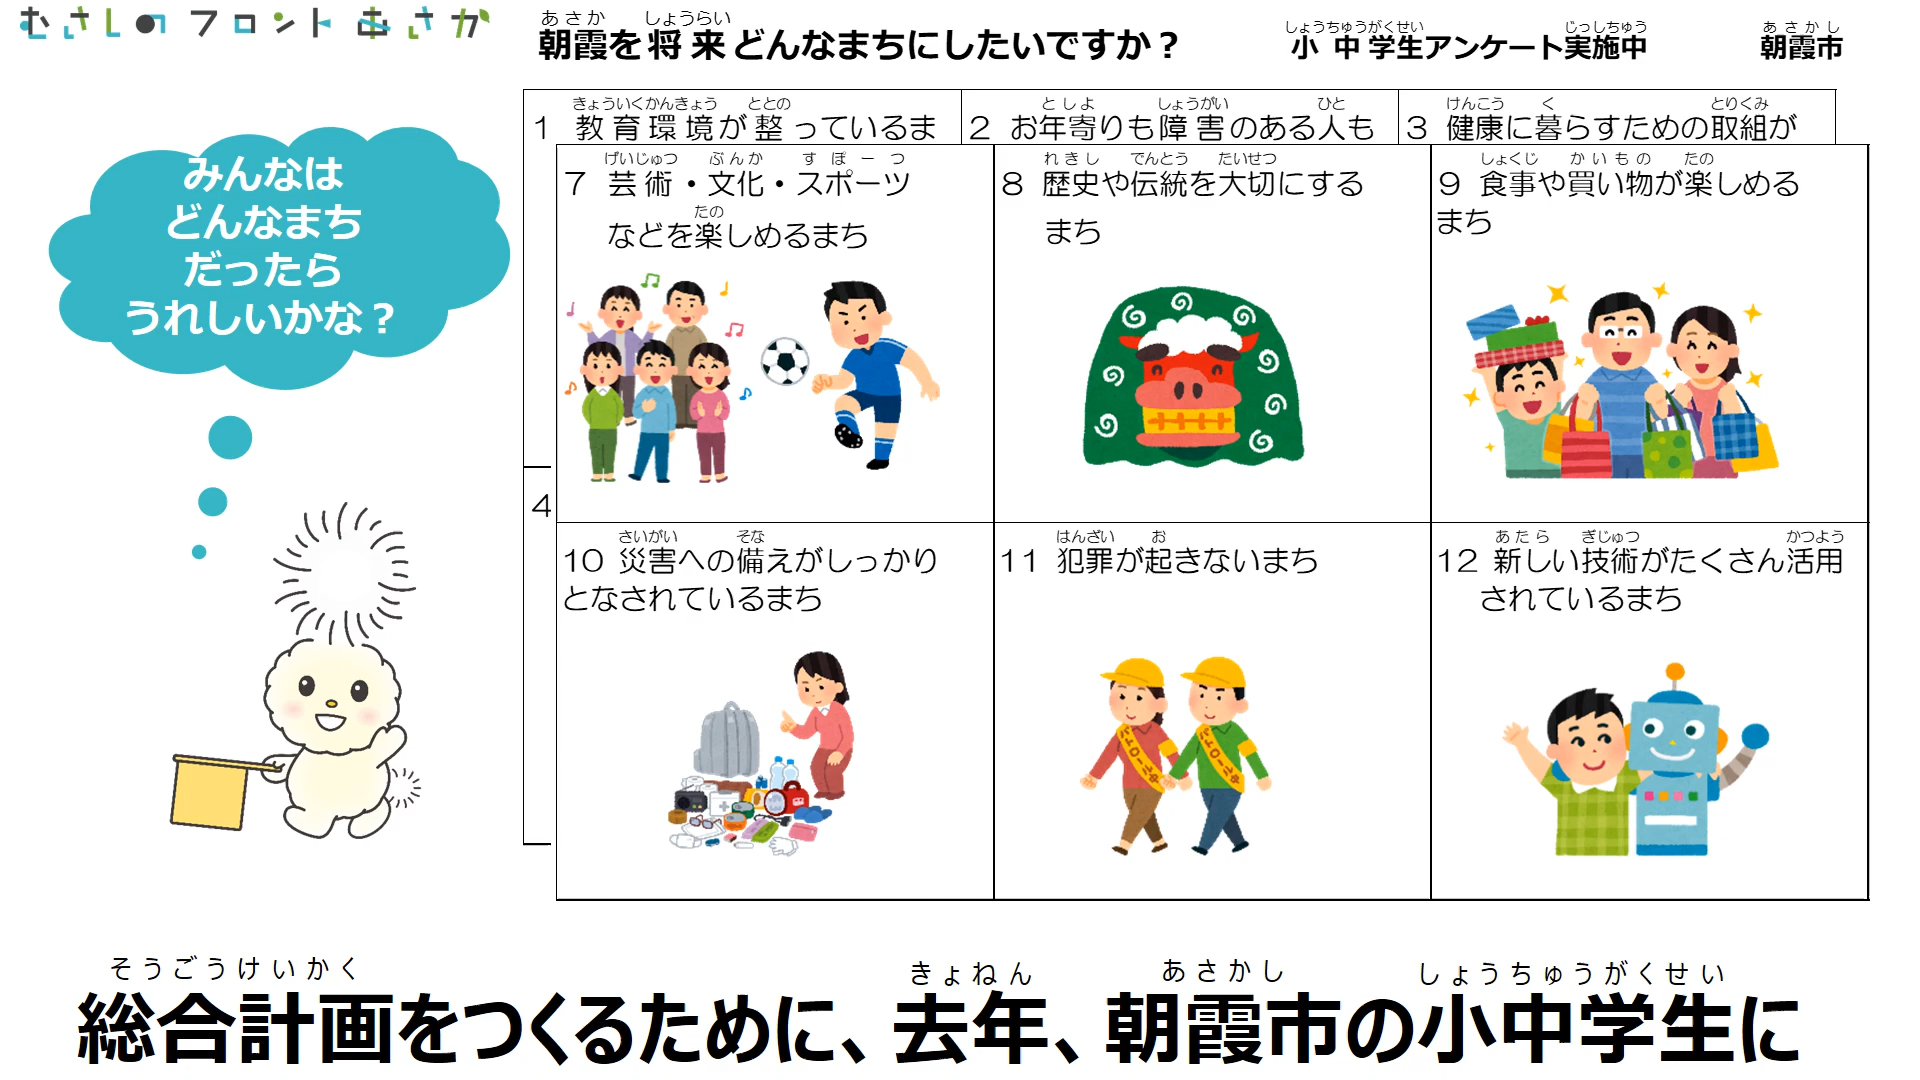 むさしのフロントあさか
あさか しょうらい
朝霞を将来どんなまちにしたいですか？
しょうちゅうがくせい じっしちゅう
小中学生アンケート実施中
あさかし
朝霞市
みんなは
どんなまち
だったら
うれしいかな？
きょういくかんきょう ととの
1 教育環境が整っているま
としよ しょうがい ひと
2 お年寄りも障害のある人も
けんこう く とりくみ
3 健康に暮らすための取組が
4
げいじゅつ ぶんか すぽーつ
7 芸術・文化・スポーツ
たの
などを楽しめるまち
れきし でんとう たいせつ
8 歴史や伝統を大切にする
まち
しょくじ かいもの たの
9 食事や買い物が楽しめる
まち
さいがい そな
10 災害への備えがしっかり
となされているまち
はんざい お
11 犯罪が起きないまち
パトロール中
パトロール中
あたら ぎじゅつ かつよう
12 新しい技術がたくさん活用
されているまち
そうごうけいかく きょねん あさかし しょうちゅうがくせい
総合計画をつくるために、去年、朝霞市の小中学生に